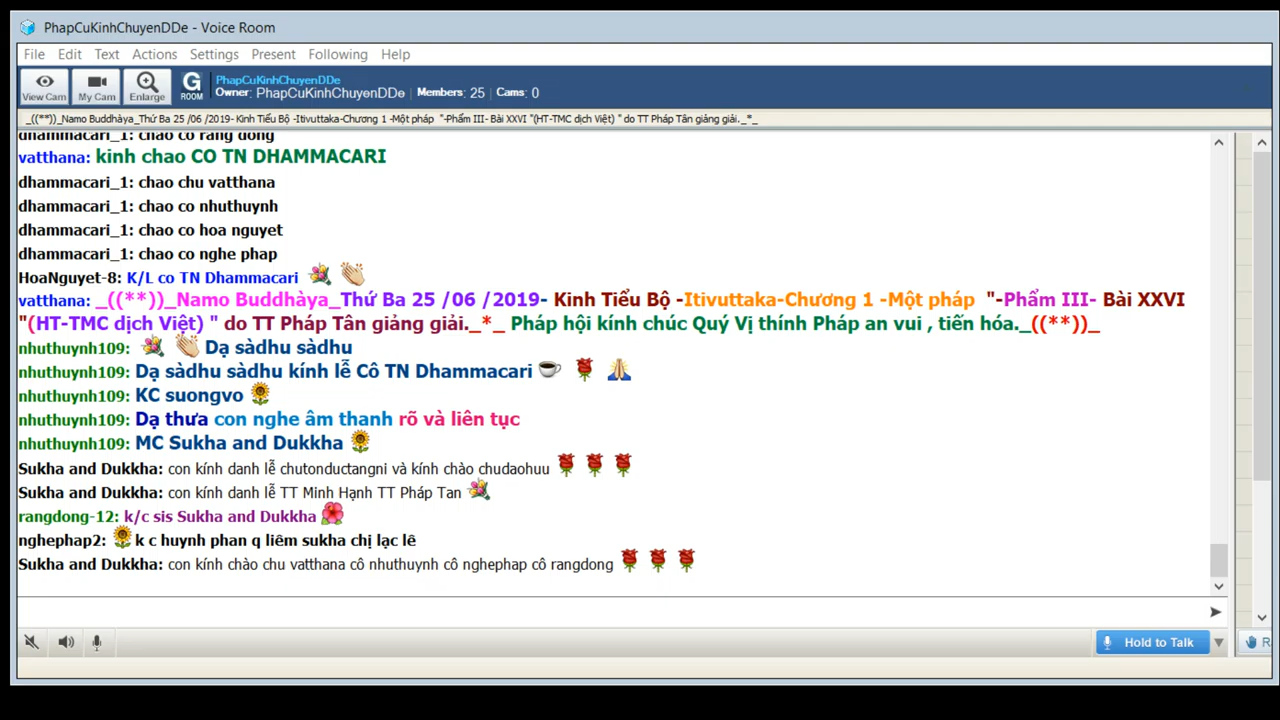 PhapCuKinhChuyenDDe - Voice Room
File Edit Text Actions Settings Present Following Help
View Cam My Cam Enlarge G ROOM PhapCuKinhChuyenDDe
Owner: PhapCuKinhChuyenDDe Members: 25 Cams: 0
_((**))_Namo Buddhàya_Thứ Ba 25 /06 /2019- Kinh Tiểu Bộ -Itivuttaka-Chương 1 -Một pháp "-Phẩm III- Bài XXVI "(HT-TMC dịch Việt) " do TT Pháp Tân giảng giải._*_
dhammacari_1: chao co rang dong
vatthana: kinh chao CO TN DHAMMACARI
dhammacari_1: chao chu vatthana
dhammacari_1: chao co nhuthuynh
dhammacari_1: chao co hoa nguyet
dhammacari_1: chao co nghe phap
HoaNguyet-8: K/L co TN Dhammacari
vatthana: _((**))_Namo Buddhàya_Thứ Ba 25 /06 /2019- Kinh Tiểu Bộ -Itivuttaka-Chương 1 -Một pháp "-Phẩm III- Bài XXVI
"(HT-TMC dịch Việt) " do TT Pháp Tân giảng giải._*_ Pháp hội kính chúc Quý Vị thính Pháp an vui , tiến hóa._((**))_
nhuthuynh109: Dạ sàdhu sàdhu
nhuthuynh109: Dạ sàdhu sàdhu kính lễ Cô TN Dhammacari
nhuthuynh109: KC suongvo
nhuthuynh109: Dạ thưa con nghe âm thanh rõ và liên tục
nhuthuynh109: MC Sukha and Dukkha
Sukha and Dukkha: con kính danh lễ chutonductangni và kính chào chudaohuu
Sukha and Dukkha: con kính danh lễ TT Minh Hạnh TT Pháp Tan
rangdong-12: k/c sis Sukha and Dukkha
nghephap2: k c huynh phan q liêm sukha chị lạc lê
Sukha and Dukkha: con kính chào chu vatthana cô nhuthuynh cô nghephap cô rangdong
Hold to Talk